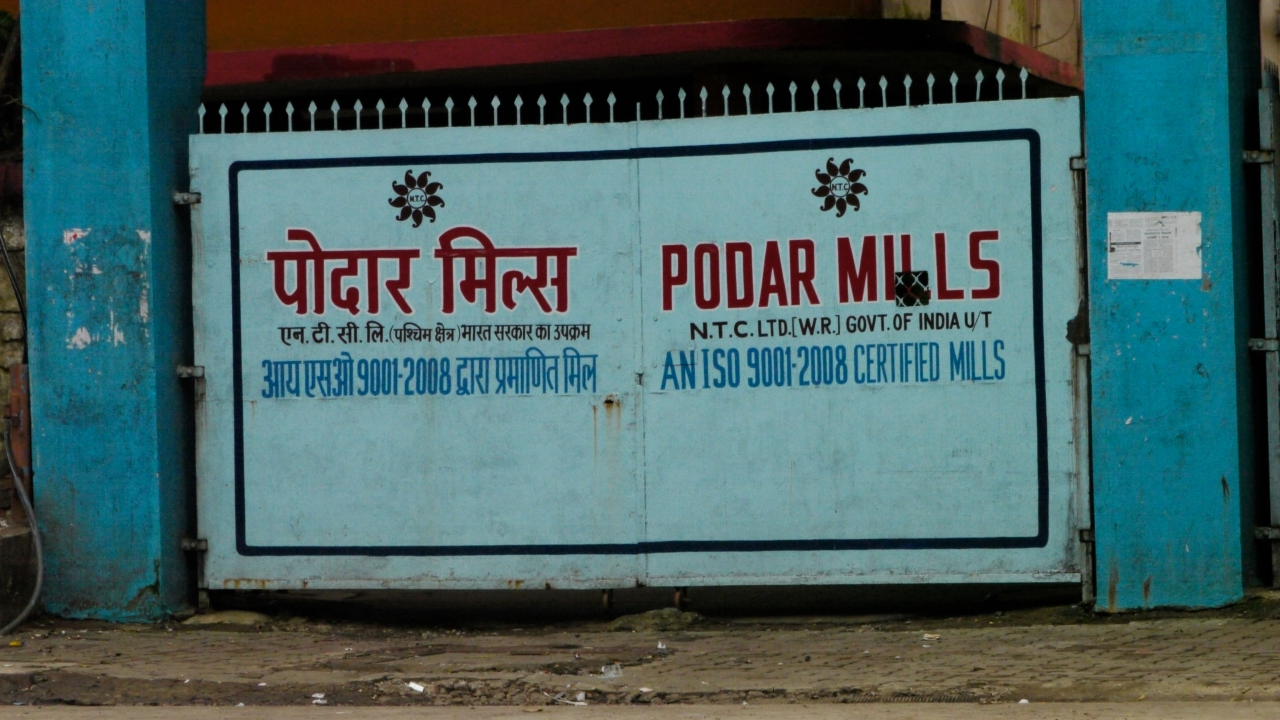 N.T.C.
पोदार मिल्स
एन. टी. सी. लि. (पश्चिम क्षेत्र) भारत सरकार का उपक्रम
आय एसओ 9001-2008 द्वारा प्रमाणित मिल
N.T.C.
PODAR MILLS
N.T.C. LTD. [W.R.] GOVT. OF INDIA U/T
AN ISO 9001-2008 CERTIFIED MILLS